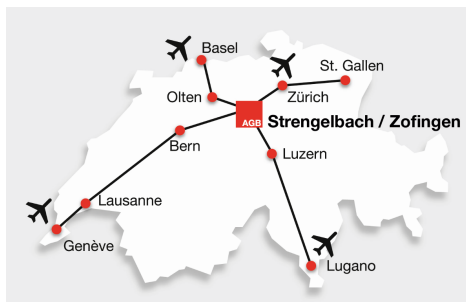 Basel
St. Gallen
Olten
Zürich
AGB
Strengelbach / Zofingen
Bern
Luzern
Lausanne
Genève
Lugano